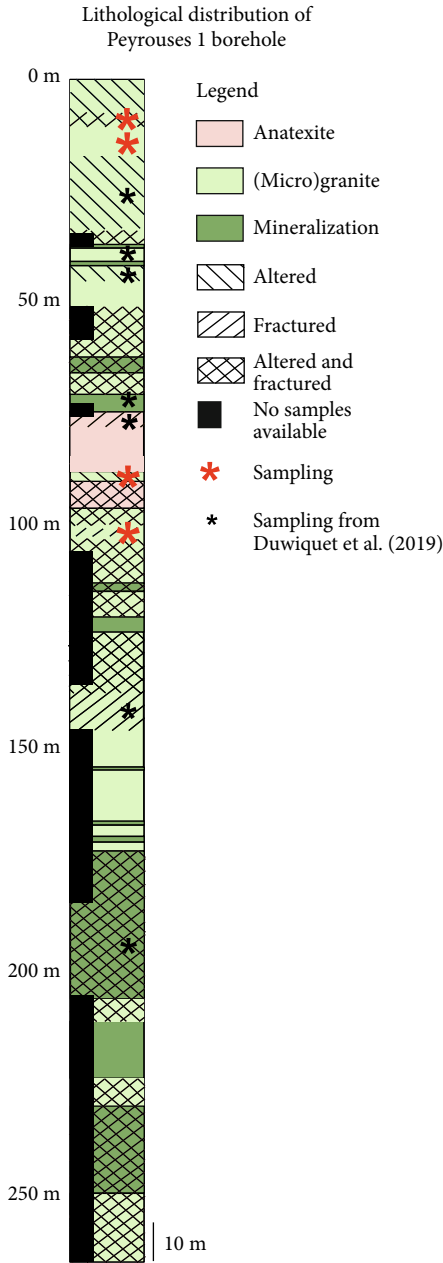 Lithological distribution of
Peyrouses 1 borehole
0 m
50 m
100 m
150 m
200 m
250 m
10 m
Legend
Anatexite
(Micro)granite
Mineralization
Altered
Fractured
Altered and
fractured
No samples
available
Sampling
Sampling from
Duwiquet et al. (2019)